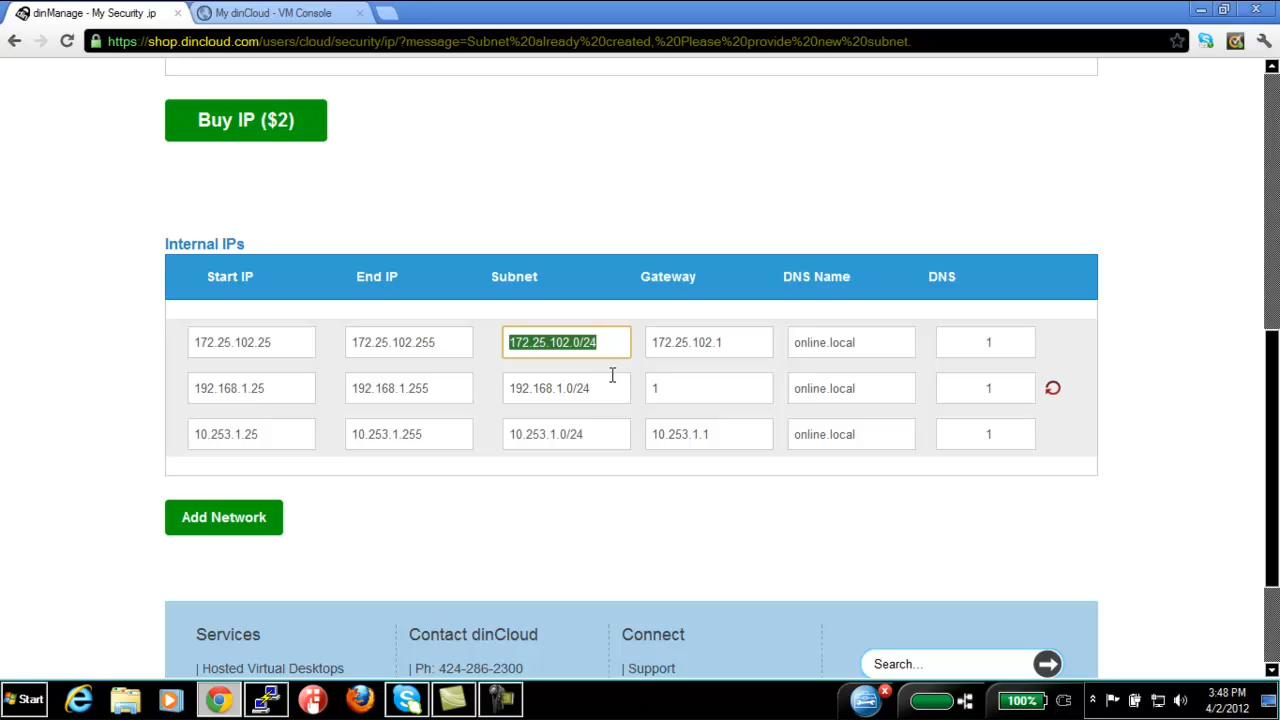 dinManage - My Security .ip
My dinCloud - VM Console
https://shop.dincloud.com/users/cloud/security/ip/?message=Subnet%20already%20created,%20Please%20provide%20new%20subnet.
Buy IP ($2)
Internal IPs
Start IP End IP Subnet Gateway DNS Name DNS
172.25.102.25 172.25.102.255 172.25.102.0/24 172.25.102.1 online.local 1
192.168.1.25 192.168.1.255 192.168.1.0/24 1 online.local 1
10.253.1.25 10.253.1.255 10.253.1.0/24 10.253.1.1 online.local 1
Add Network
Services Contact dinCloud Connect
| Hosted Virtual Desktops | Ph: 424-286-2300 | Support
Search...
Start
100%
3:48 PM
4/2/2012